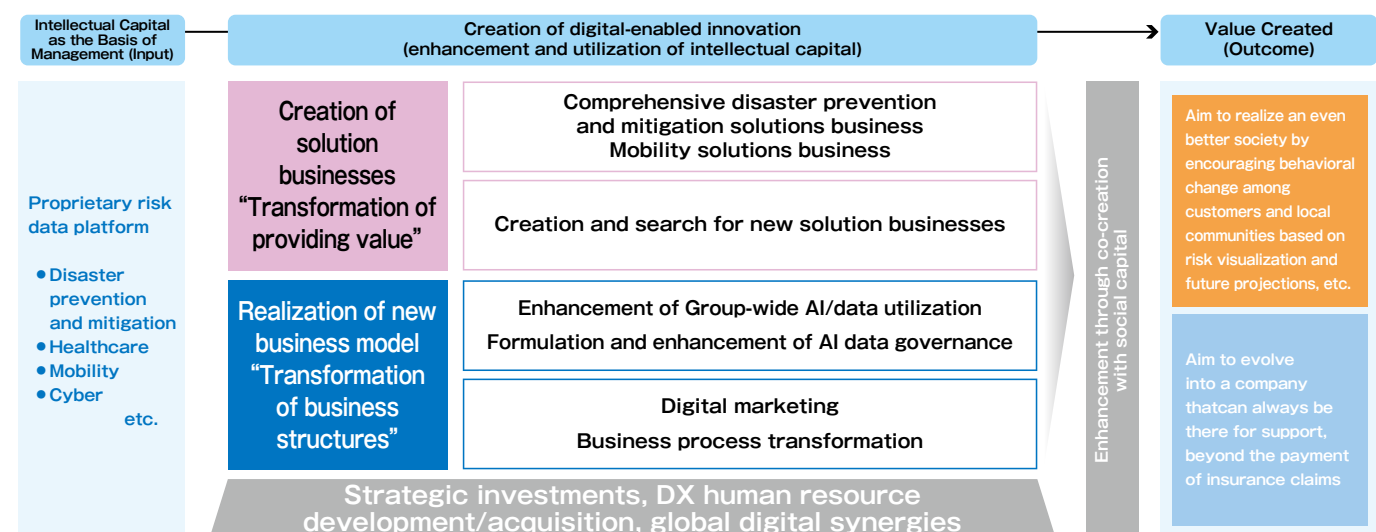 Intellectual Capital
as the Basis of
Management (Input)
Creation of digital-enabled innovation
(enhancement and utilization of intellectual capital)
Value Created
(Outcome)
Proprietary risk
data platform
● Disaster
prevention
and mitigation
● Healthcare
● Mobility
● Cyber
etc.
Creation of
solution
businesses
“Transformation of
providing value”
Comprehensive disaster prevention
and mitigation solutions business
Mobility solutions business
Creation and search for new solution businesses
Realization of new
business model
“Transformation
of business
structures”
Enhancement of Group-wide AI/data utilization
Formulation and enhancement of AI data governance
Digital marketing
Business process transformation
Strategic investments, DX human resource
development/acquisition, global digital synergies
Enhancement through co-creation
with social capital
Aim to realize an even
better society by
encouraging behavioral
change among
customers and local
communities based on
risk visualization and
future projections, etc.
Aim to evolve
into a company
thatcan always be
there for support,
beyond the payment
of insurance claims